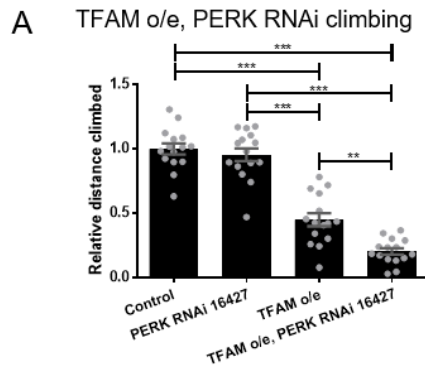 A
TFAM o/e, PERK RNAi climbing
***
***
***
***
**
Relative distance climbed
1.5
1.0
0.5
0.0
Control
PERK RNAi 16427
TFAM o/e
TFAM o/e, PERK RNAi 16427